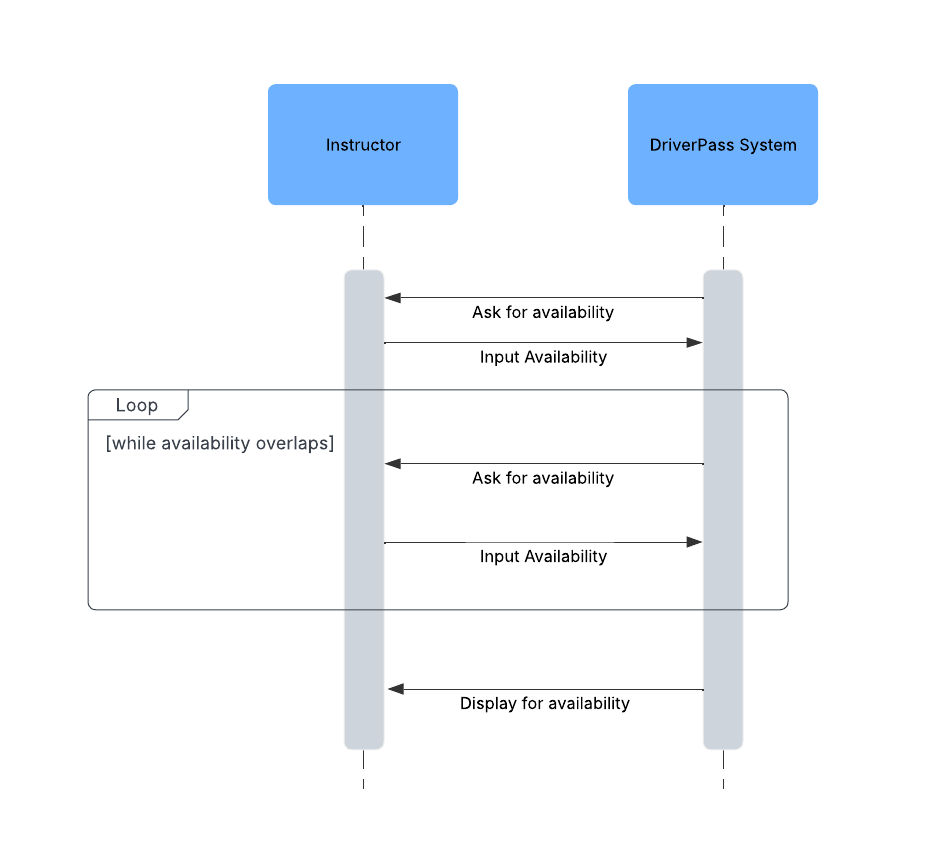 Instructor
DriverPass System
Ask for availability
Input Availability
Loop
[while availability overlaps]
Ask for availability
Input Availability
Display for availability